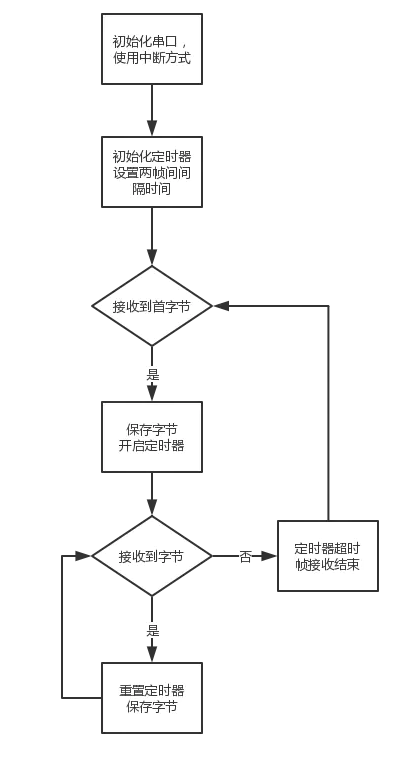 初始化串口，
使用中断方式
初始化定时器
设置两帧间间
隔时间
接收到首字节
是
保存字节
开启定时器
接收到字节
否
定时器超时
帧接收结束
是
重置定时器
保存字节